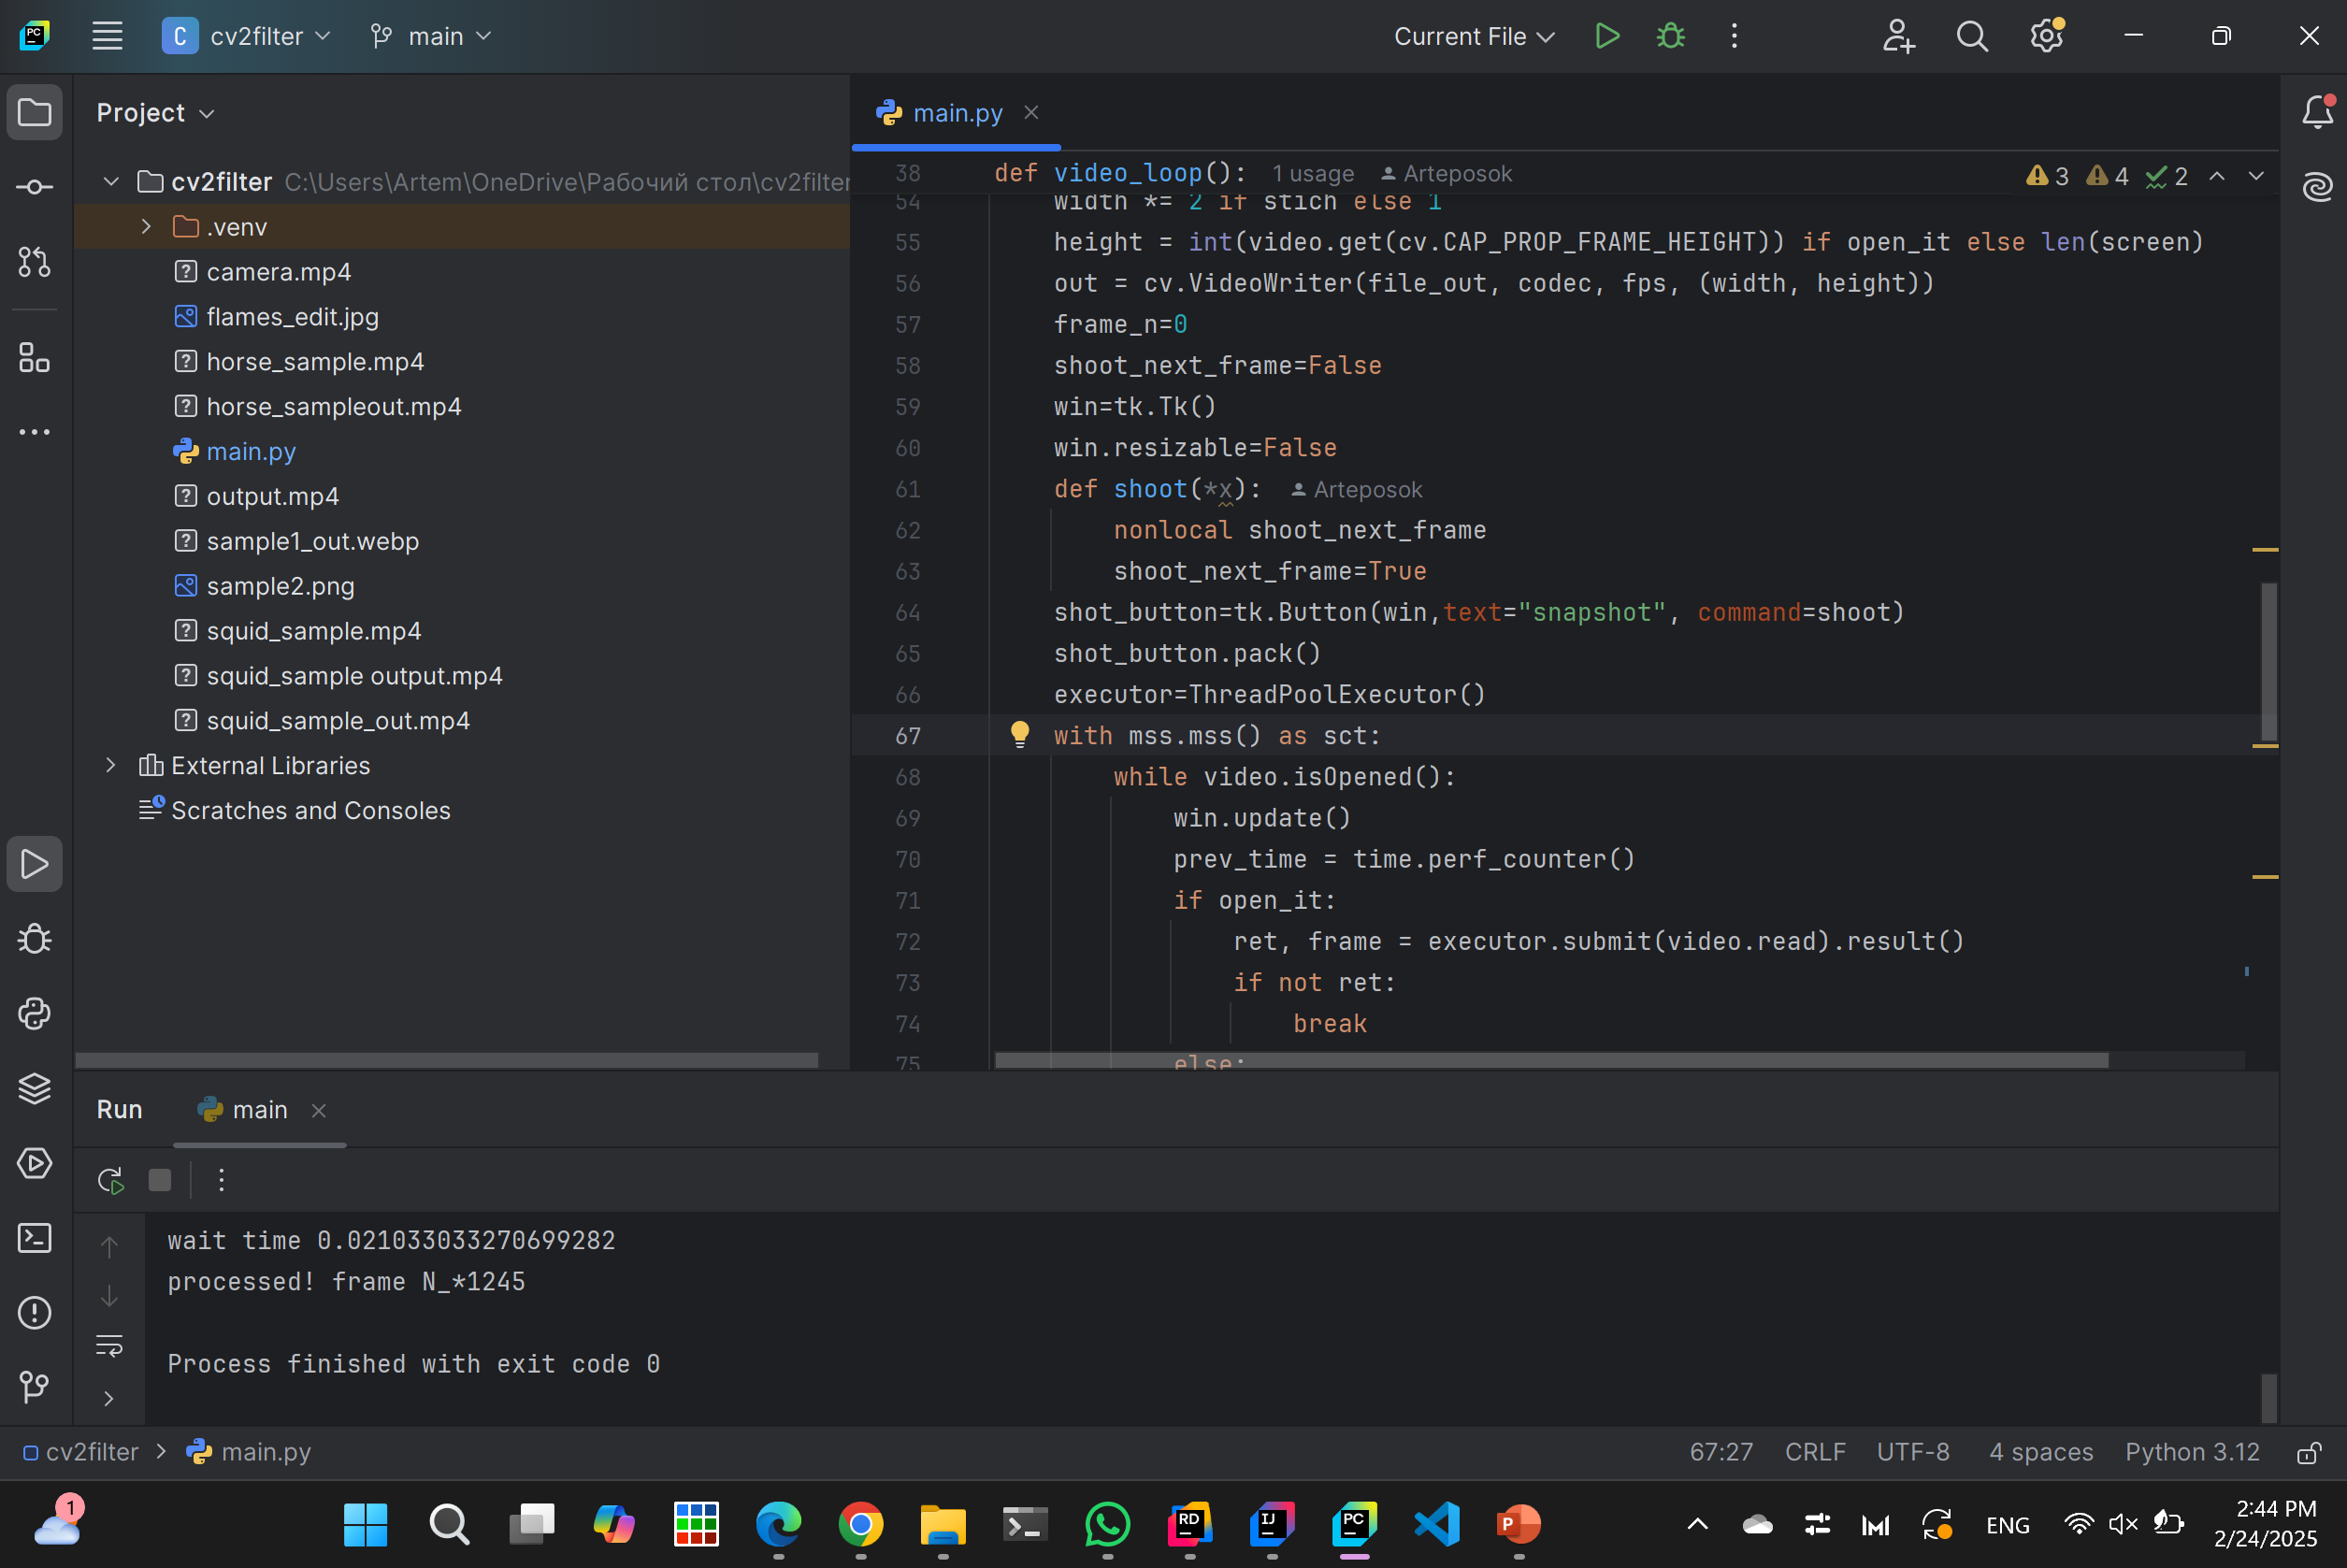 PC
C cv2filter
main
Current File
Project
main.py
cv2filter C:\Users\Artem\OneDrive\Рабочий стол\cv2filter
.venv
camera.mp4
flames_edit.jpg
horse_sample.mp4
horse_sampleout.mp4
main.py
output.mp4
sample1_out.webp
sample2.png
squid_sample.mp4
squid_sample output.mp4
squid_sample_out.mp4
External Libraries
Scratches and Consoles
38 def video_loop(): 1 usage Arteposok
3 4 2
54 width *= 2 if stich else 1
55 height = int(video.get(cv.CAP_PROP_FRAME_HEIGHT)) if open_it else len(screen)
56 out = cv.VideoWriter(file_out, codec, fps, (width, height))
57 frame_n=0
58 shoot_next_frame=False
59 win=tk.Tk()
60 win.resizable=False
61 def shoot(*x): Arteposok
62 nonlocal shoot_next_frame
63 shoot_next_frame=True
64 shot_button=tk.Button(win,text="snapshot", command=shoot)
65 shot_button.pack()
66 executor=ThreadPoolExecutor()
67 with mss.mss() as sct:
68 while video.isOpened():
69 win.update()
70 prev_time = time.perf_counter()
71 if open_it:
72 ret, frame = executor.submit(video.read).result()
73 if not ret:
74 break
75 else:
Run
main
wait time 0.021033033270699282
processed! frame N_*1245
Process finished with exit code 0
cv2filter > main.py
67:27 CRLF UTF-8 4 spaces Python 3.12
1
RD
IJ
PC
P
ENG
2:44 PM
2/24/2025